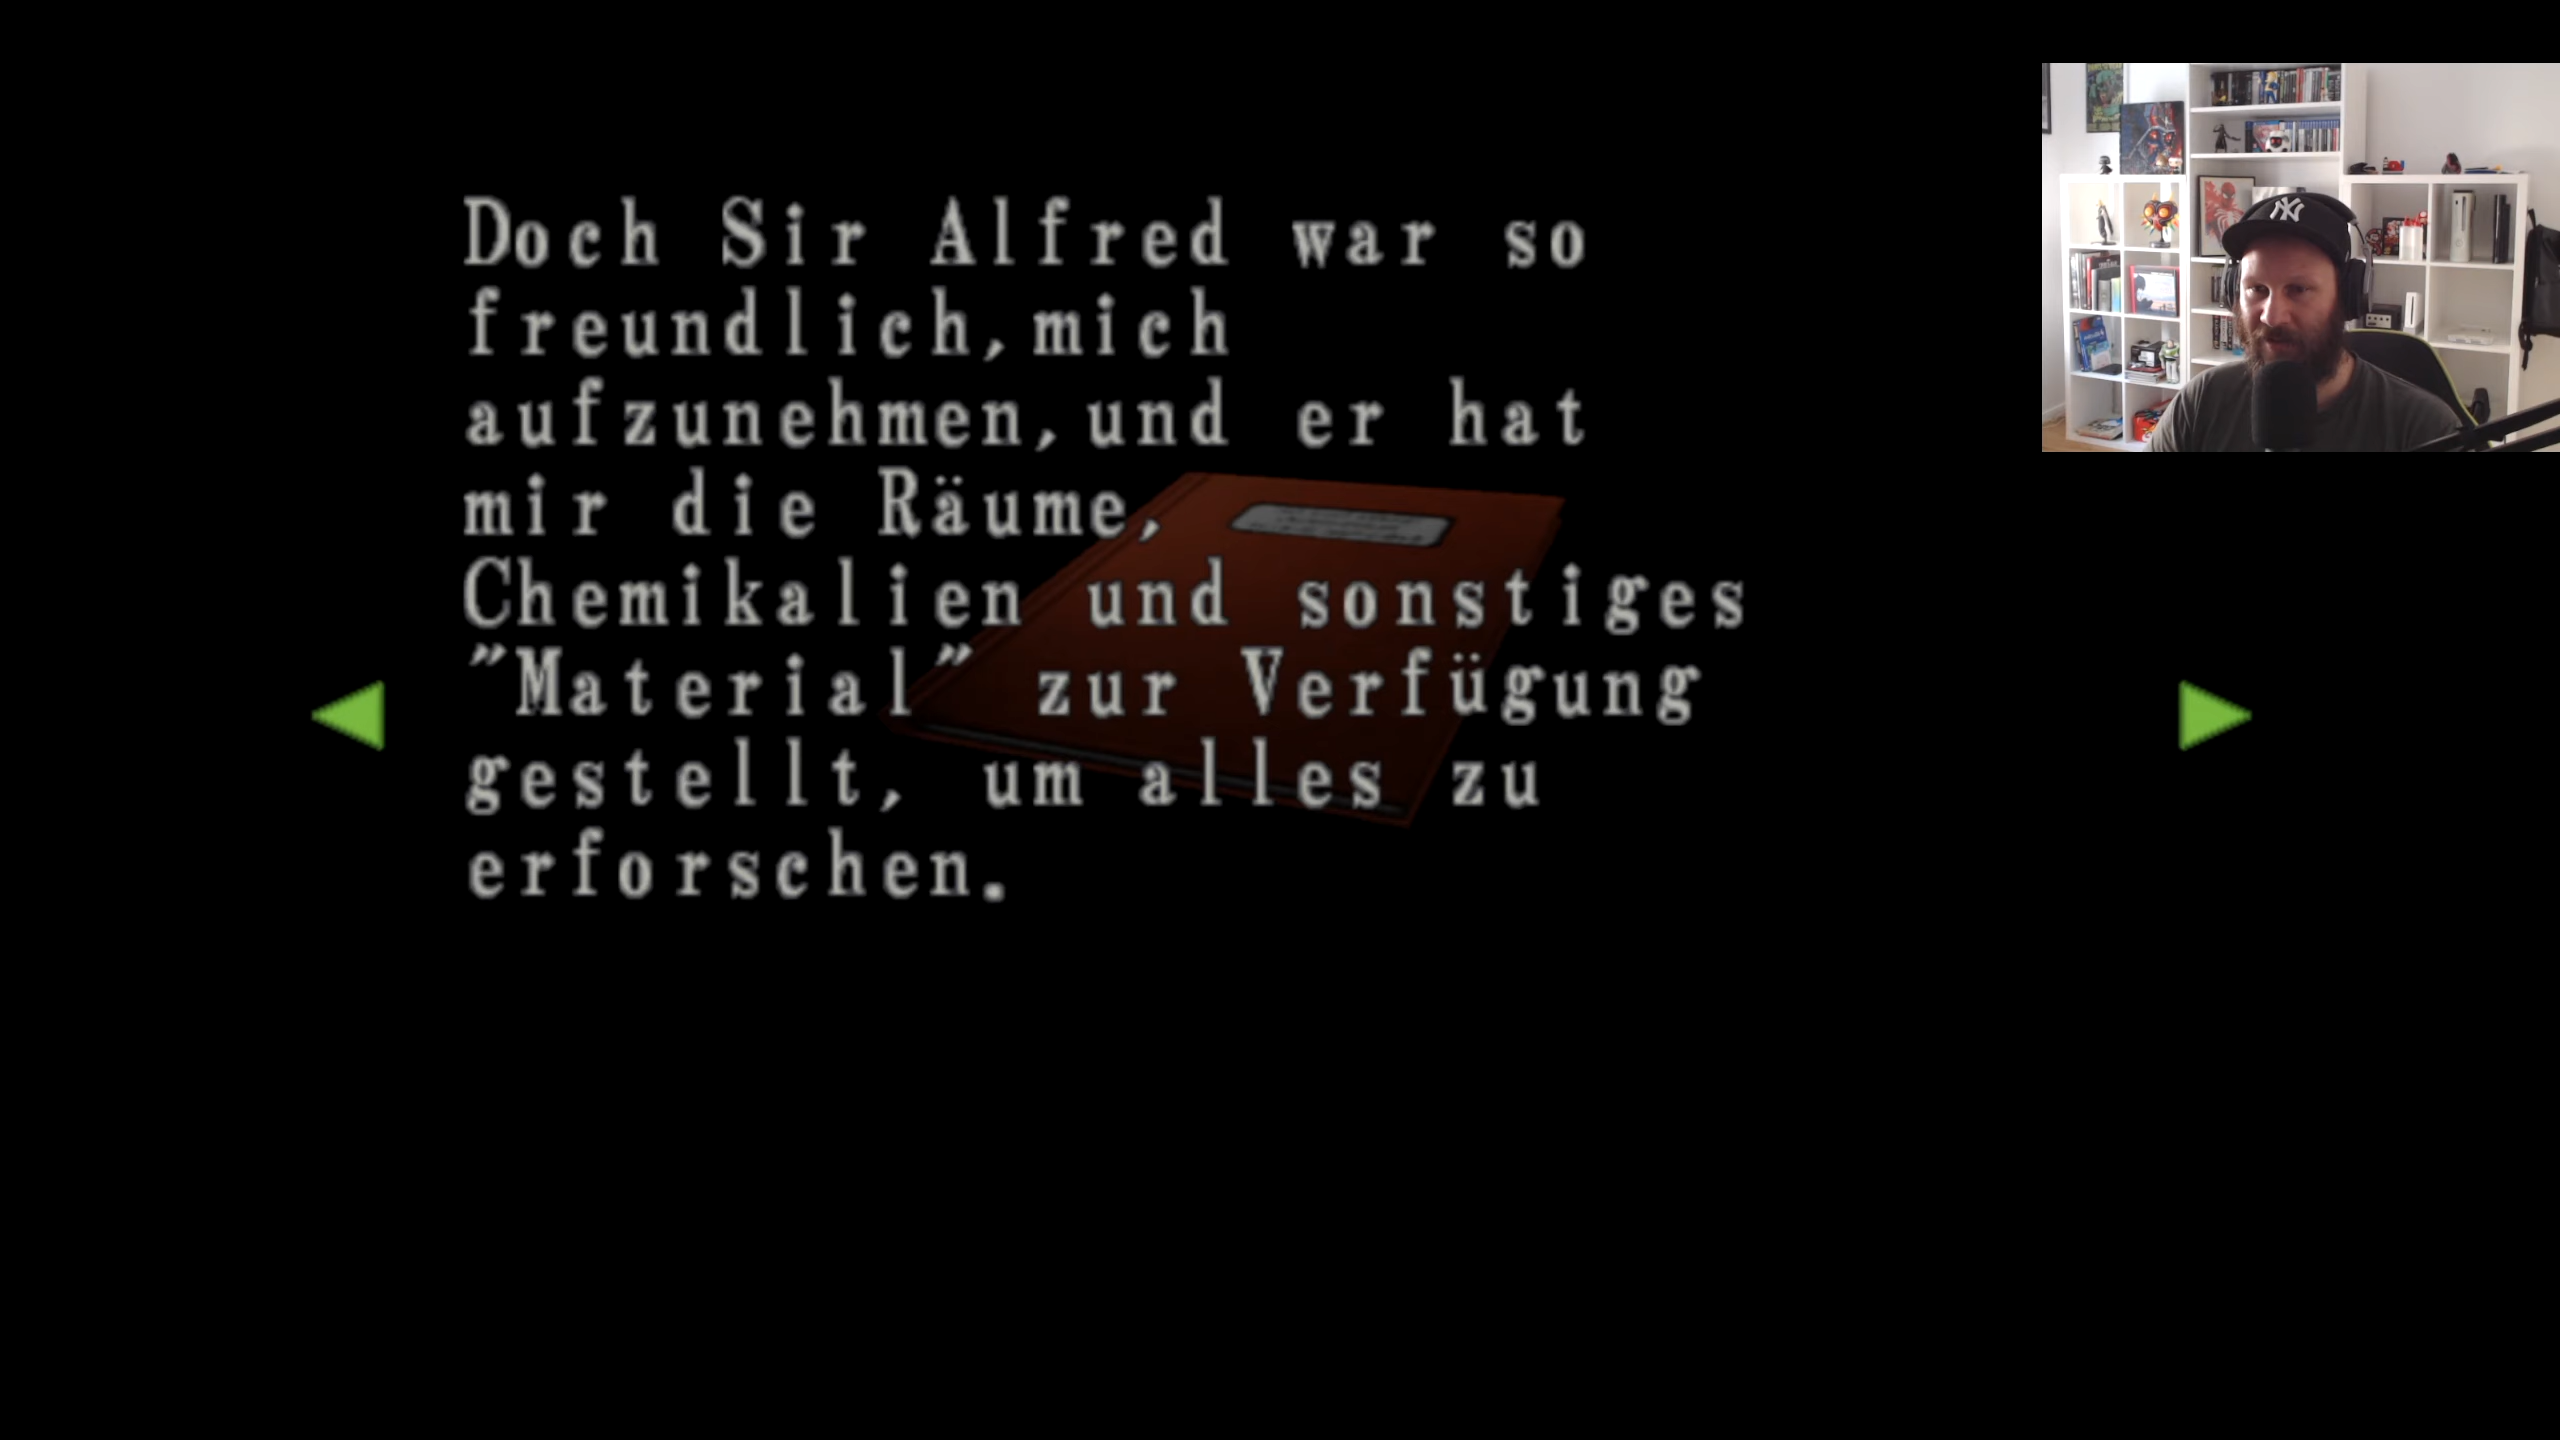 Doch Sir Alfred war so
freundlich,mich
aufzunehmen,und er hat
mir die Räume,
Chemikalien und sonstiges
"Material" zur Verfügung
gestellt, um alles zu
erforschen.